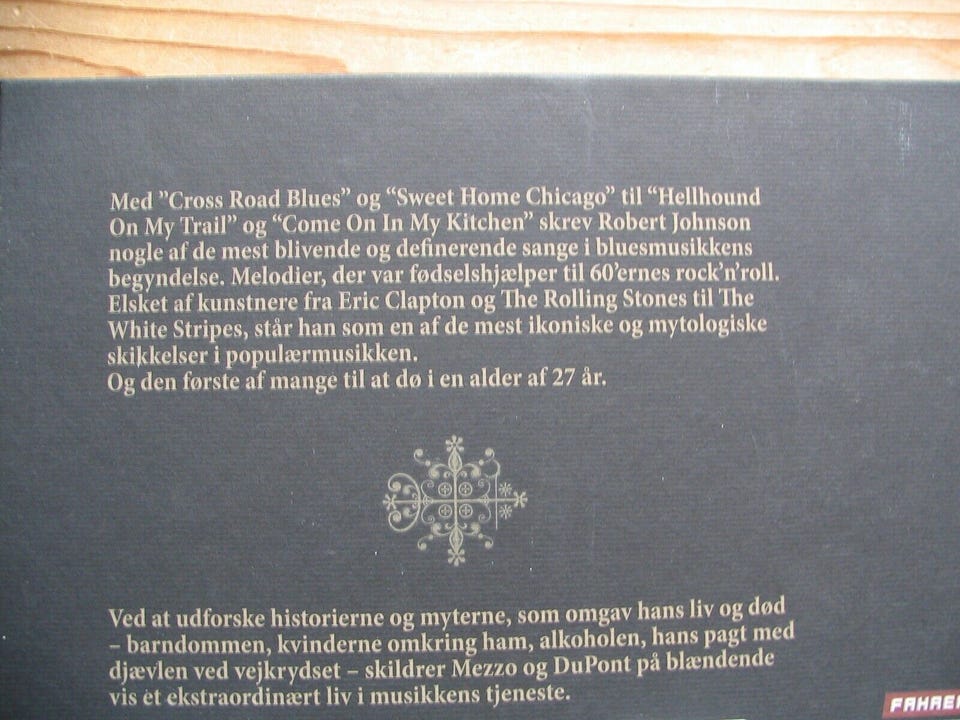 Med ”Cross Road Blues” og “Sweet Home Chicago” til “Hellhound
On My Trail” og “Come On In My Kitchen” skrev Robert Johnson
nogle af de mest blivende og definerende sange i bluesmusikkens
begyndelse. Melodier, der var fødselshjælper til 60’ernes rock’n’roll.
Elsket af kunstnere fra Eric Clapton og The Rolling Stones til The
White Stripes, står han som en af de mest ikoniske og mytologiske
skikkelser i populærmusikken.
Og den første af mange til at dø i en alder af 27 år.
Ved at udforske historierne og myterne, som omgav hans liv og død
– barndommen, kvinderne omkring ham, alkoholen, hans pagt med
djævlen ved vejkrydset – skildrer Mezzo og DuPont på blændende
vis et ekstraordinært liv i musikkens tjeneste.